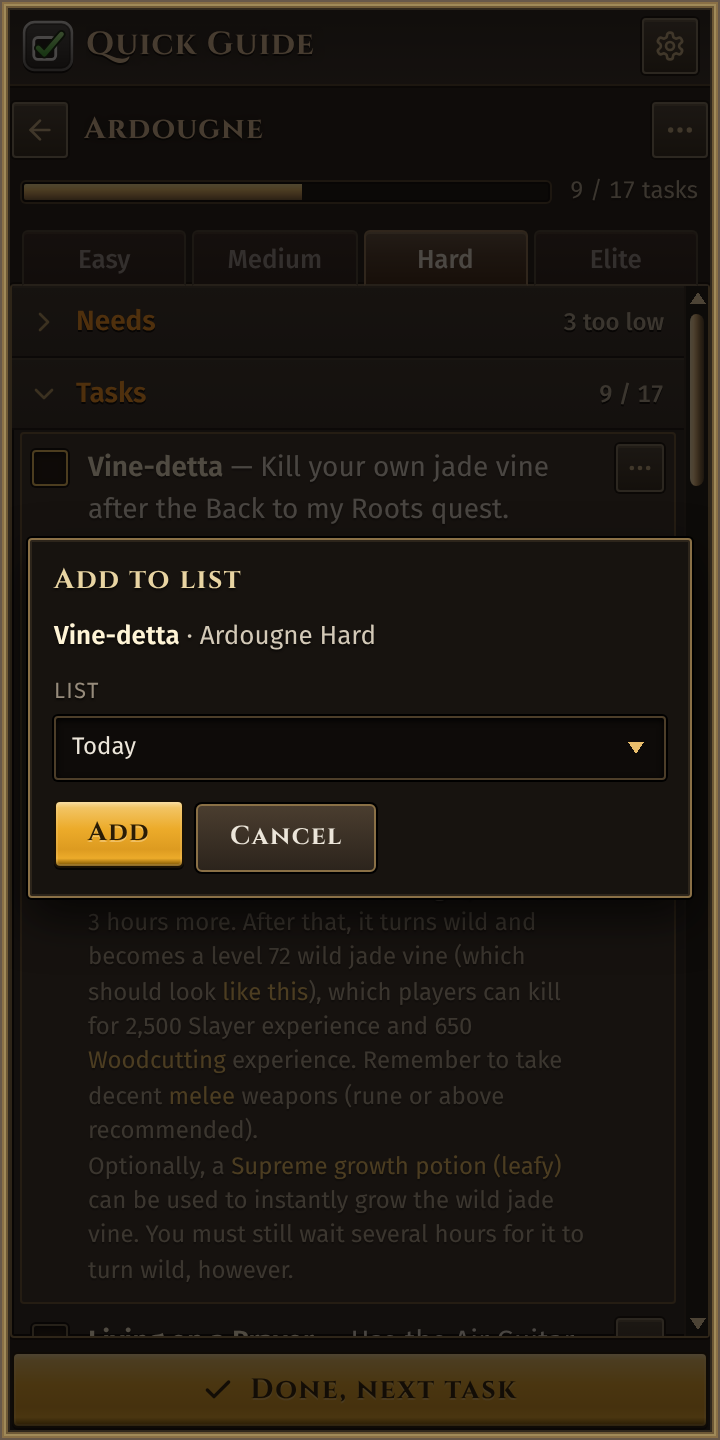 Quick Guide
Ardougne
9 / 17 tasks
Easy
Medium
Hard
Elite
Needs
3 too low
Tasks
9 / 17
Vine-detta — Kill your own jade vine
after the Back to my Roots quest.
Add to list
Vine-detta · Ardougne Hard
LIST
Today
Add
Cancel
3 hours more. After that, it turns wild and
becomes a level 72 wild jade vine (which
should look like this), which players can kill
for 2,500 Slayer experience and 650
Woodcutting experience. Remember to take
decent melee weapons (rune or above
recommended).
Optionally, a Supreme growth potion (leafy)
can be used to instantly grow the wild jade
vine. You must still wait several hours for it to
turn wild, however.
Done, next task